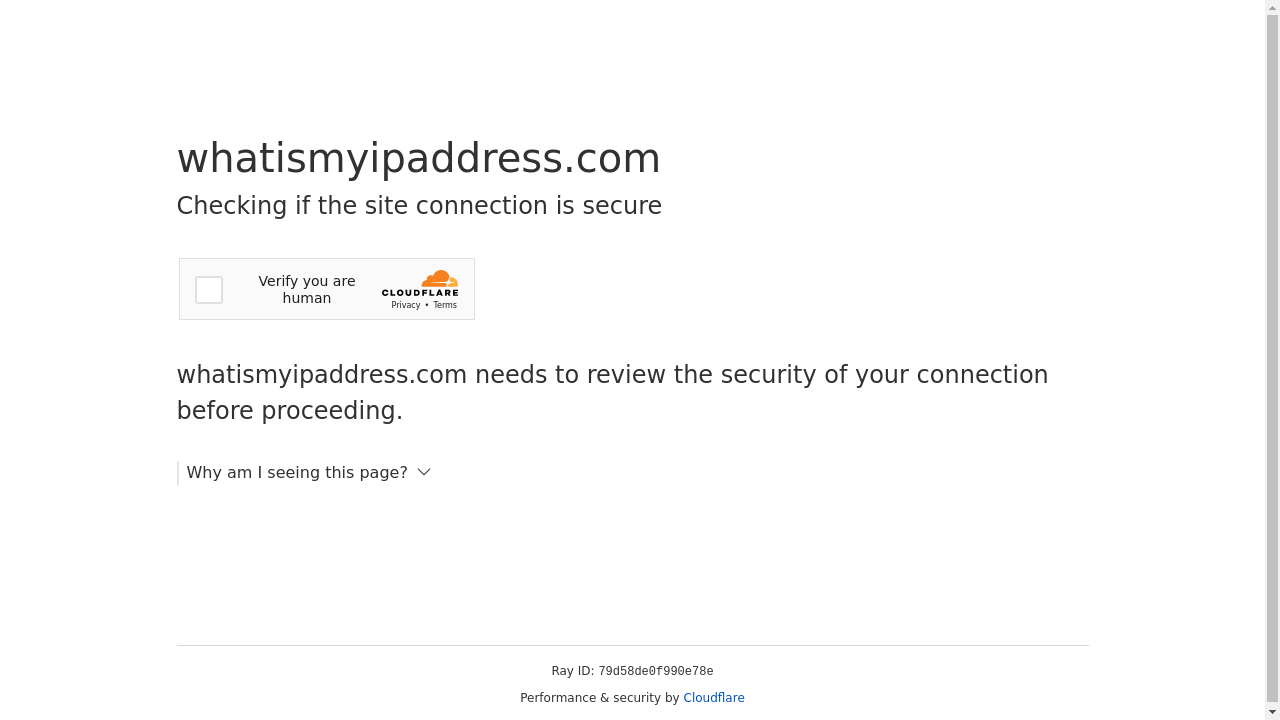 whatismyipaddress.com
Checking if the site connection is secure
Verify you are
human
CLOUDFLARE
Privacy • Terms
whatismyipaddress.com needs to review the security of your connection
before proceeding.
Why am I seeing this page?
Ray ID: 79d58de0f990e78e
Performance & security by Cloudflare